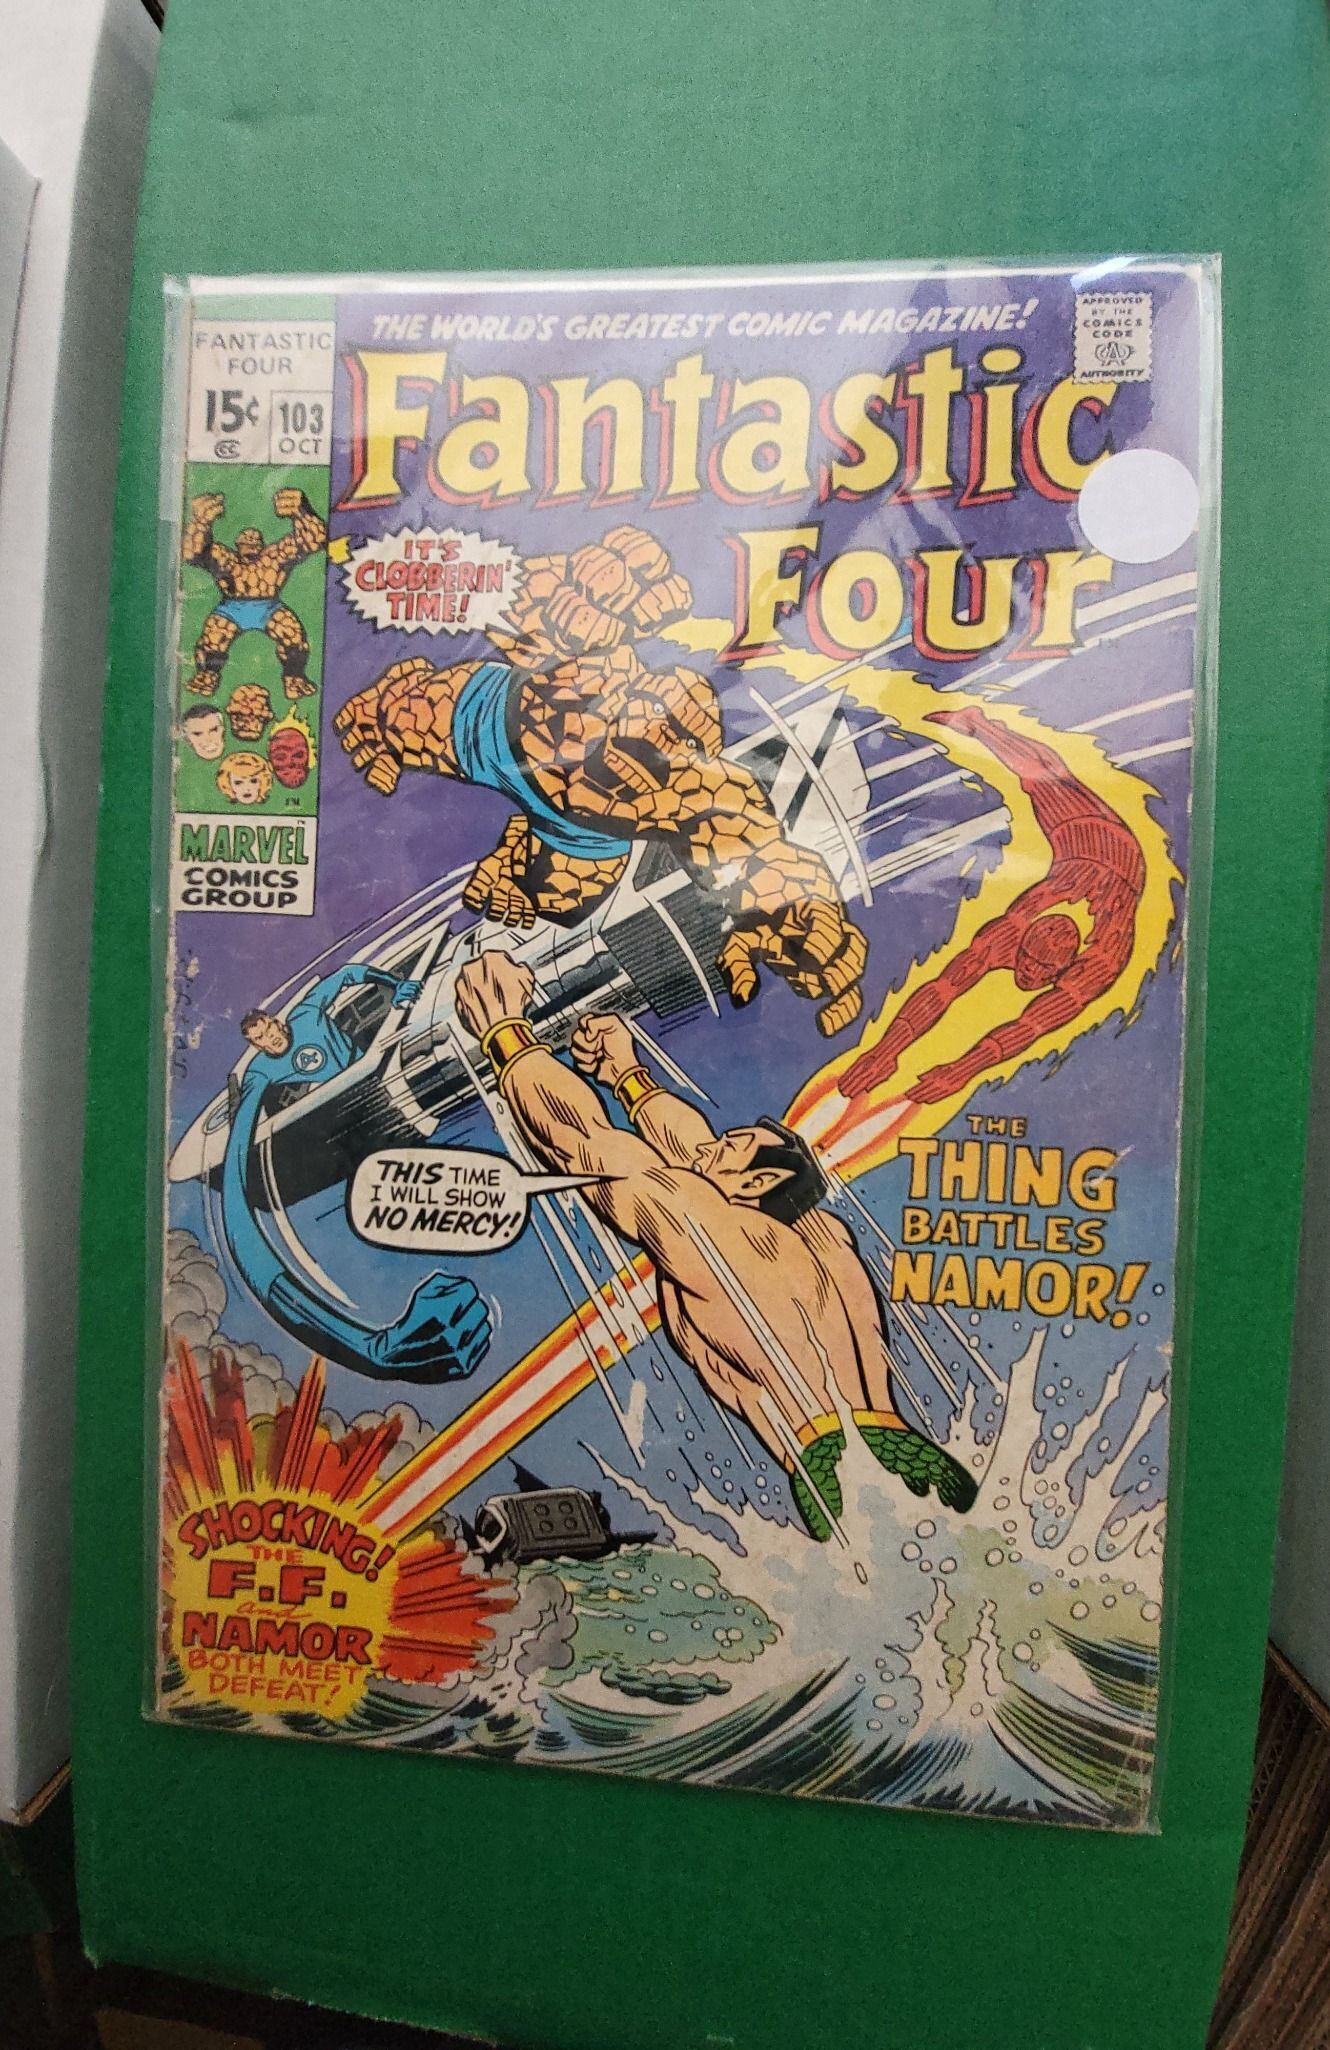 THE WORLD'S GREATEST COMIC MAGAZINE!
FANTASTIC
FOUR
15¢
CC
103
OCT
APPROVED
BY THE
COMICS
CODE
AUTHORITY
Fantastic
Four
IT'S
CLOBBERIN'
TIME!
MARVEL
COMICS
GROUP
THIS TIME
I WILL SHOW
NO MERCY!
THE
THING
BATTLES
NAMOR!
SHOCKING!
THE
F.F.
and
NAMOR
BOTH MEET
DEFEAT!